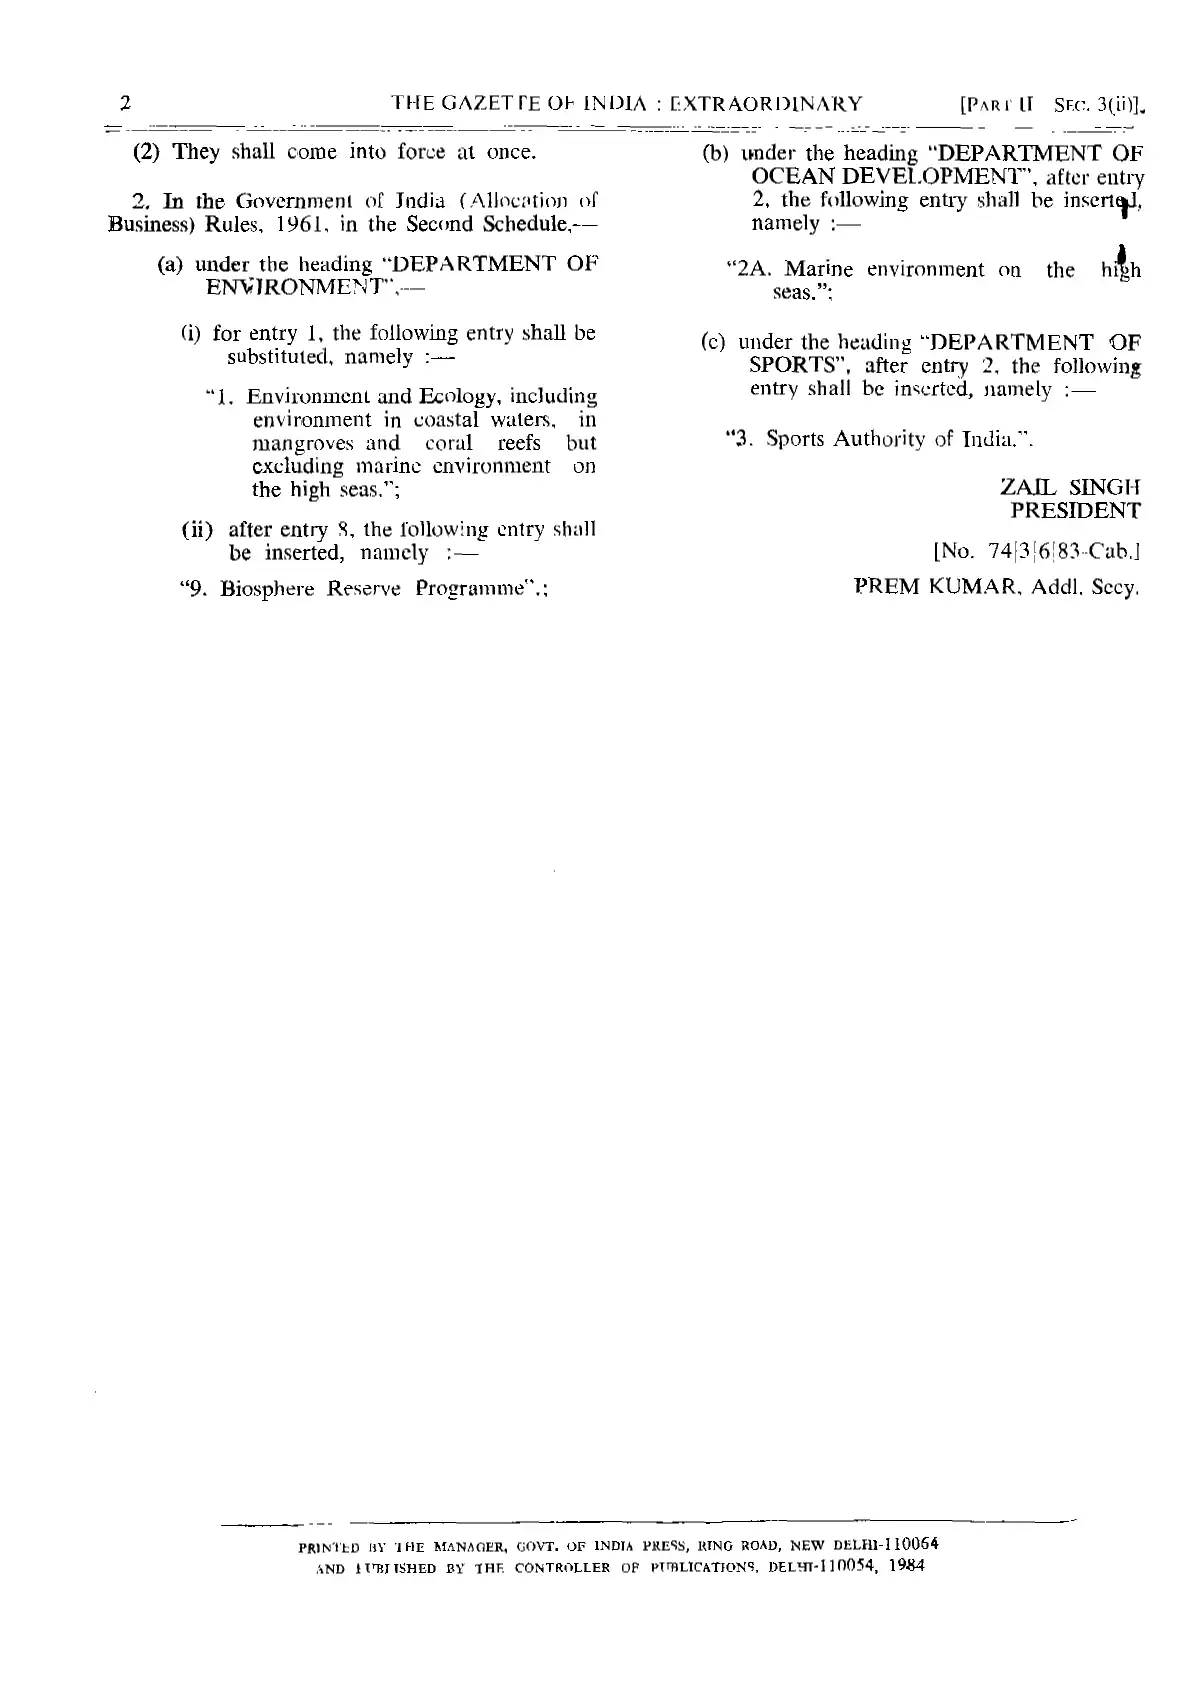 2 THE GAZETTE OF INDIA : EXTRAORDINARY [PART II SEC. 3(ii)].
(2) They shall come into force at once.
2. In the Government of India (Allocation of
Business) Rules, 1961, in the Second Schedule,—
(a) under the heading "DEPARTMENT OF
ENVIRONMENT",—
(i) for entry 1, the following entry shall be
substituted, namely :—
"1. Environment and Ecology, including
environment in coastal waters, in
mangroves and coral reefs but
excluding marine environment on
the high seas.";
(ii) after entry 8, the following entry shall
be inserted, namely :—
"9. Biosphere Reserve Programme".;
(b) under the heading "DEPARTMENT OF
OCEAN DEVELOPMENT", after entry
2, the following entry shall be inserted,
namely :—
"2A. Marine environment on the high
seas.";
(c) under the heading "DEPARTMENT OF
SPORTS", after entry 2, the following
entry shall be inserted, namely :—
"3. Sports Authority of India.".
ZAIL SINGH
PRESIDENT
[No. 74|3|6|83-Cab.]
PREM KUMAR, Addl. Secy.
PRINTED BY THE MANAGER, GOVT. OF INDIA PRESS, RING ROAD, NEW DELHI-110064
AND PUBLISHED BY THE CONTROLLER OF PUBLICATIONS, DELHI-110054, 1984